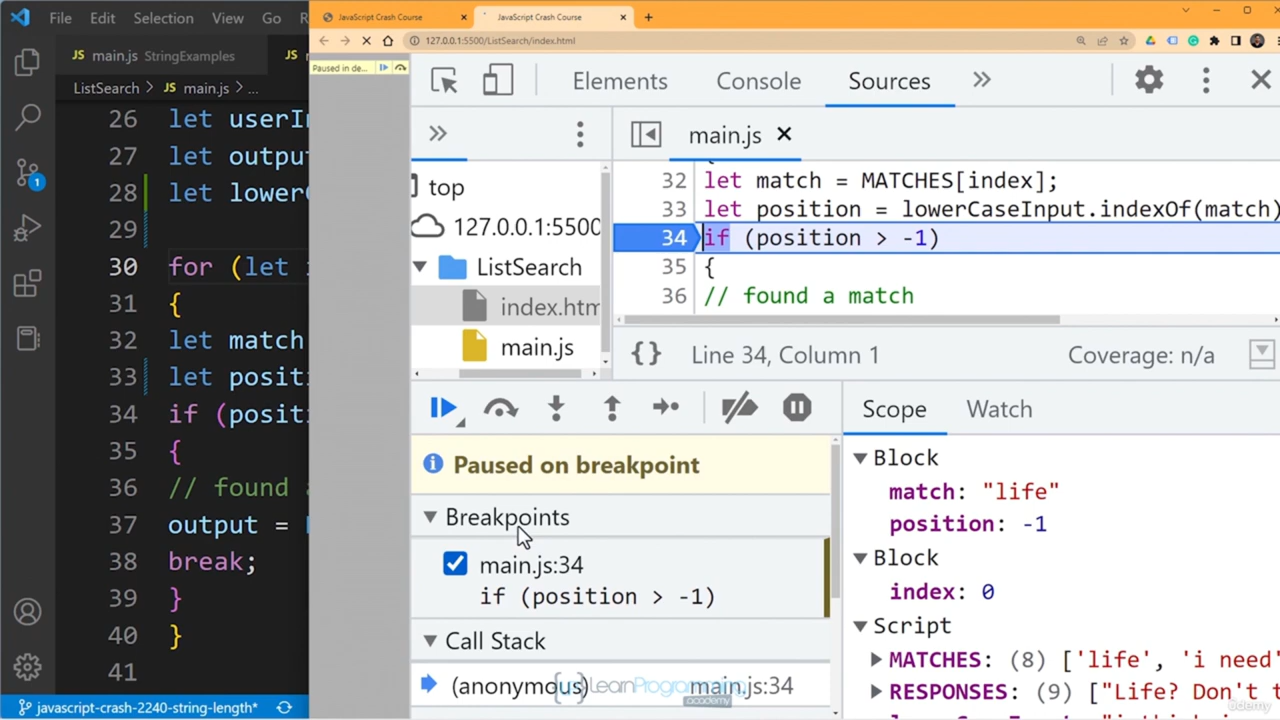 File Edit Selection View Go R
main.js StringExamples
ListSearch > main.js > ...
26 let userI
27 let outpu
28 let lower
29
30 for (let
31 {
32 let match
33 let posit
34 if (posit
35 {
36 // found
37 output =
38 break;
39 }
40 }
41
javascript-crash-2240-string-length*
1
JavaScript Crash Course
JavaScript Crash Course
127.0.0.1:5500/ListSearch/index.html
Paused in de...
Elements Console Sources
top
127.0.0.1:5500
ListSearch
index.htm
main.js
main.js
32 let match = MATCHES[index];
33 let position = lowerCaseInput.indexOf(match)
34 if (position > -1)
35 {
36 // found a match
{} Line 34, Column 1 Coverage: n/a
Paused on breakpoint
Breakpoints
main.js:34
if (position > -1)
Call Stack
(anonymous) main.js:34
LearnProgramming
academy
Scope Watch
Block
match: "life"
position: -1
Block
index: 0
Script
MATCHES: (8) ['life', 'i need'
RESPONSES: (9) ["Life? Don't t
ûdemy